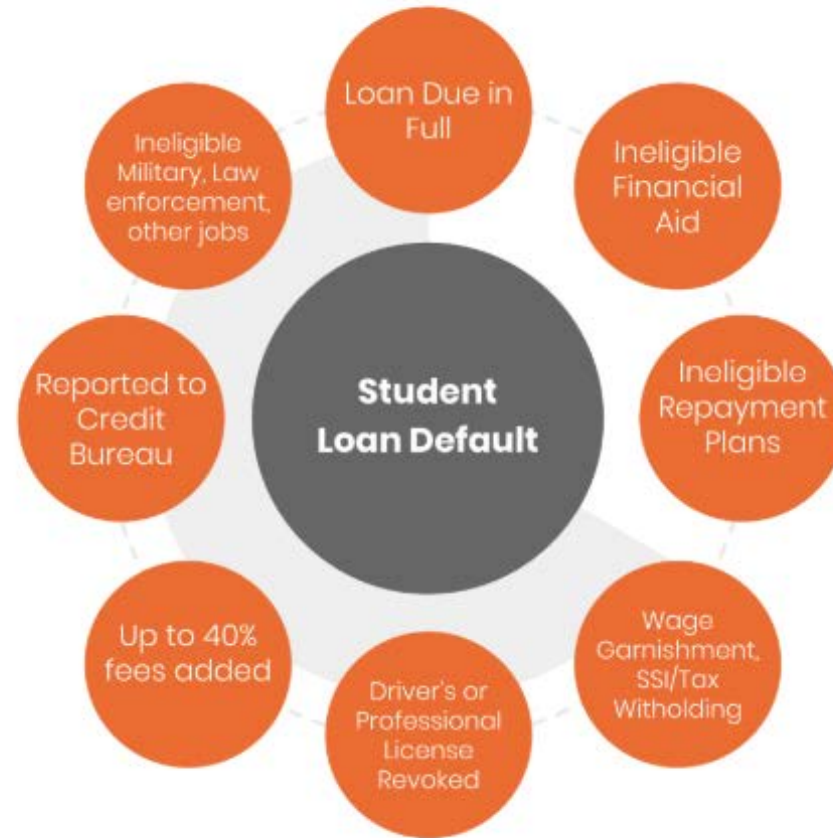 Loan Due in
Full
Ineligible
Financial
Aid
Ineligible
Repayment
Plans
Wage
Garnishment,
SSI/Tax
Witholding
Driver's or
Professional
License
Revoked
Up to 40%
fees added
Reported to
Credit
Bureau
Ineligible
Military, Law
enforcement,
other jobs
Student
Loan Default